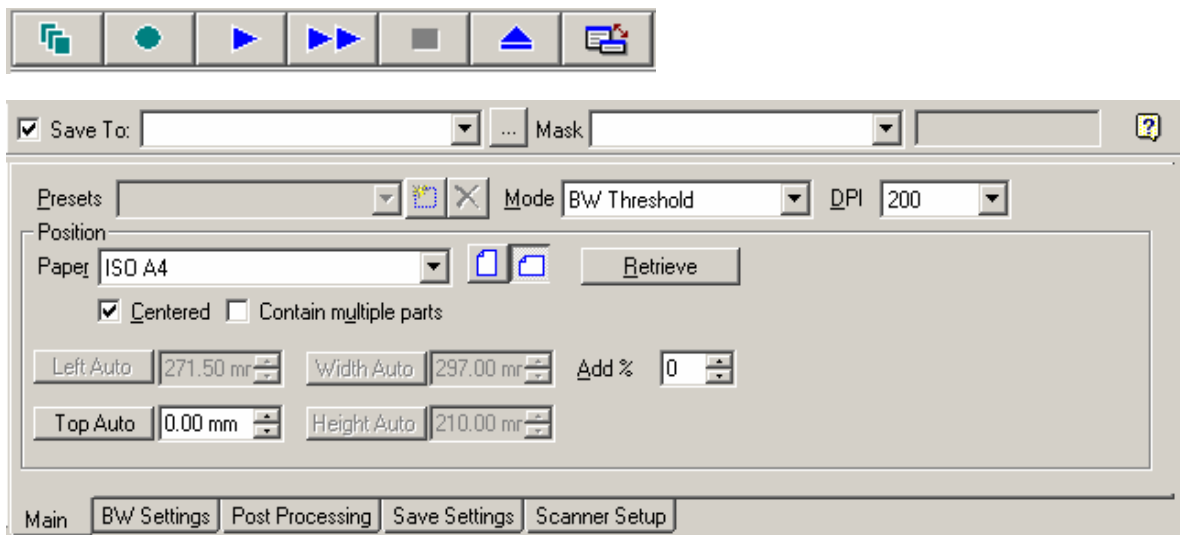 Save To: ... Mask
Presets Mode BW Threshold DPI 200
Position
Paper ISO A4 Retrieve
Centered Contain multiple parts
Left Auto 271.50 mr Width Auto 297.00 mr Add % 0
Top Auto 0.00 mm Height Auto 210.00 mr
Main BW Settings Post Processing Save Settings Scanner Setup